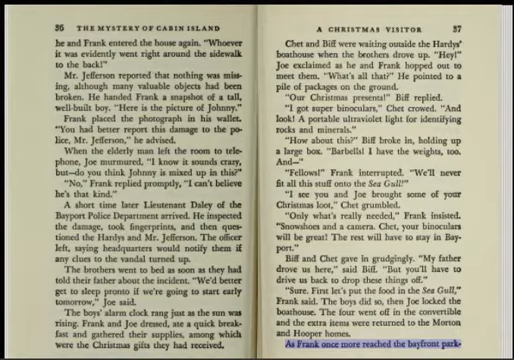 36 THE MYSTERY OF CABIN ISLAND
he and Frank entered the house again. "Whoever
it was evidently went right around the sidewalk
to the back!"
Mr. Jefferson reported that nothing was miss-
ing, although many valuable objects had been
broken. He handed Frank a snapshot of a tall,
well-built boy. "Here is the picture of Johnny."
Frank placed the photograph in his wallet.
"You had better report this damage to the po-
lice, Mr. Jefferson," he advised.
When the elderly man left the room to tele-
phone, Joe murmured, "I know it sounds crazy,
but—do you think Johnny is mixed up in this?"
"No," Frank replied promptly, "I can't believe
he's that kind."
A short time later Lieutenant Daley of the
Bayport Police Department arrived. He inspected
the damage, took fingerprints, and then ques-
tioned the Hardys and Mr. Jefferson. The officer
left, saying headquarters would notify them if
any clues to the vandal turned up.
The brothers went to bed as soon as they had
told their father about the incident. "We'd better
get to sleep pronto if we're going to start early
tomorrow," Joe said.
The boys' alarm clock rang just as the sun was
rising. Frank and Joe dressed, ate a quick break-
fast and gathered their supplies, among which
were the Christmas gifts they had received.
A CHRISTMAS VISITOR 37
Chet and Biff were waiting outside the Hardys'
boathouse when the brothers drove up. "Hey!"
Joe exclaimed as he and Frank hopped out to
meet them. "What's all that?" He pointed to a
pile of packages on the ground.
"Our Christmas presents!" Biff replied.
"I got super binoculars," Chet crowed. "And
look! A portable ultraviolet light for identifying
rocks and minerals."
"How about this?" Biff broke in, holding up
a large box. "Barbells! I have the weights, too.
And—"
"Fellows!" Frank interrupted. "We'll never
fit all this stuff onto the Sea Gull!"
"I see you and Joe brought some of your
Christmas loot," Chet grumbled.
"Only what's really needed," Frank insisted.
"Snowshoes and a camera. Chet, your binoculars
will be great! The rest will have to stay in Bay-
port."
Biff and Chet gave in grudgingly. "My father
drove us here," said Biff. "But you'll have to
drive us back to drop these things off."
"Sure. First let's put the food in the Sea Gull,"
Frank said. The boys did so, then Joe locked the
boathouse. The four went off in the convertible
and the extra items were returned to the Morton
and Hooper homes.
As Frank once more reached the bayfront park-